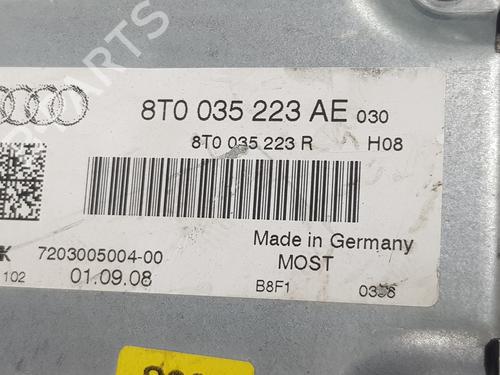 8T0 035 223 AE 030
8T0 035 223 R H08
7203005004-00
Made in Germany
102 01.09.08 MOST
B8F1